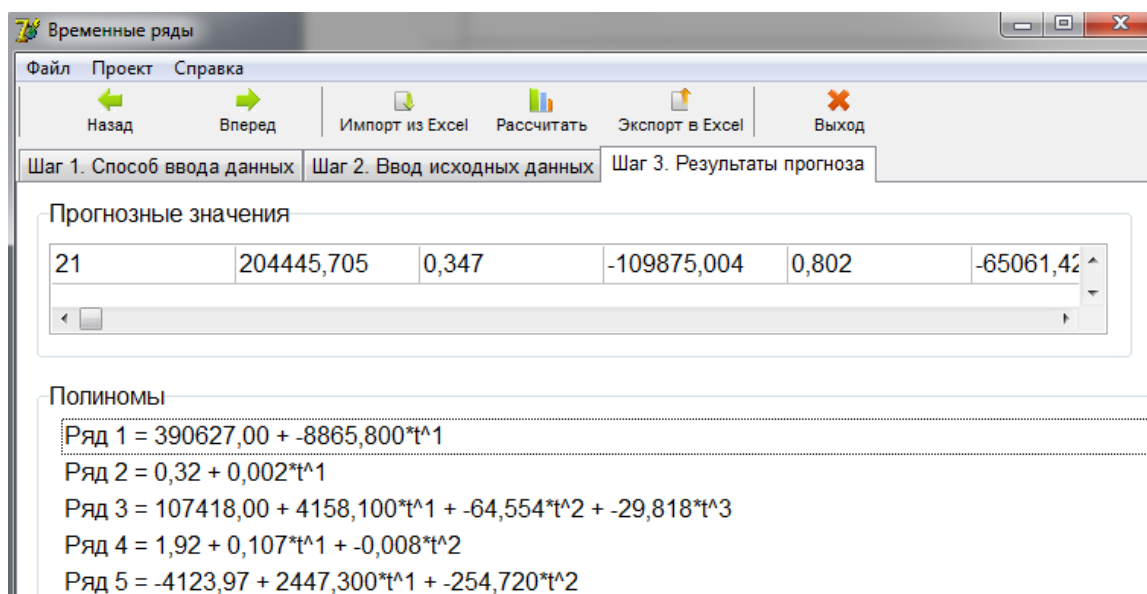 Временные ряды
Файл Проект Справка
Назад Вперед Импорт из Excel Рассчитать Экспорт в Excel Выход
Шаг 1. Способ ввода данных Шаг 2. Ввод исходных данных Шаг 3. Результаты прогноза
Прогнозные значения
21 204445,705 0,347 -109875,004 0,802 -65061,42
Полиномы
Ряд 1 = 390627,00 + -8865,800*t^1
Ряд 2 = 0,32 + 0,002*t^1
Ряд 3 = 107418,00 + 4158,100*t^1 + -64,554*t^2 + -29,818*t^3
Ряд 4 = 1,92 + 0,107*t^1 + -0,008*t^2
Ряд 5 = -4123,97 + 2447,300*t^1 + -254,720*t^2